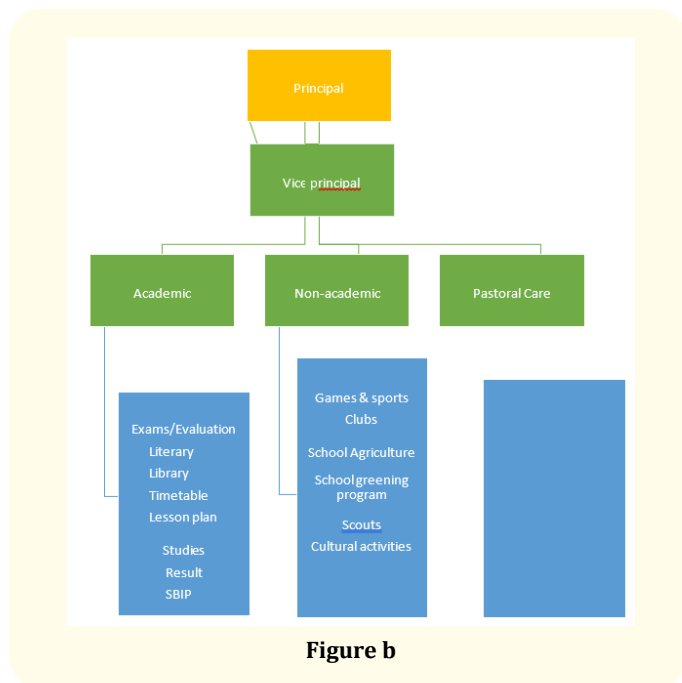 Principal
Vice principal
Academic
Non-academic
Pastoral Care
Exams/Evaluation
Literary
Library
Timetable
Lesson plan
Studies
Result
SBIP
Games & sports
Clubs
School Agriculture
School greening
program
Scouts
Cultural activities
Figure b